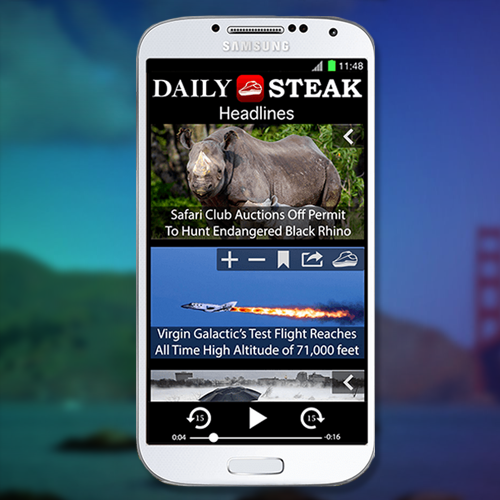 SAMSUNG
11:48
DAILY STEAK
Headlines
Safari Club Auctions Off Permit
To Hunt Endangered Black Rhino
Virgin Galactic's Test Flight Reaches
All Time High Altitude of 71,000 feet
15
15
0:04
-0:16